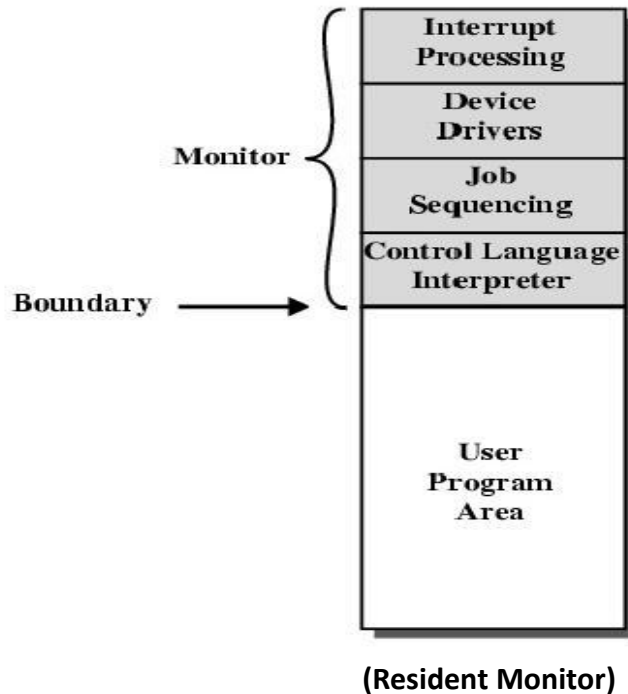 Interrupt
Processing
Device
Drivers
Monitor
Job
Sequencing
Control Language
Interpreter
Boundary
User
Program
Area
(Resident Monitor)